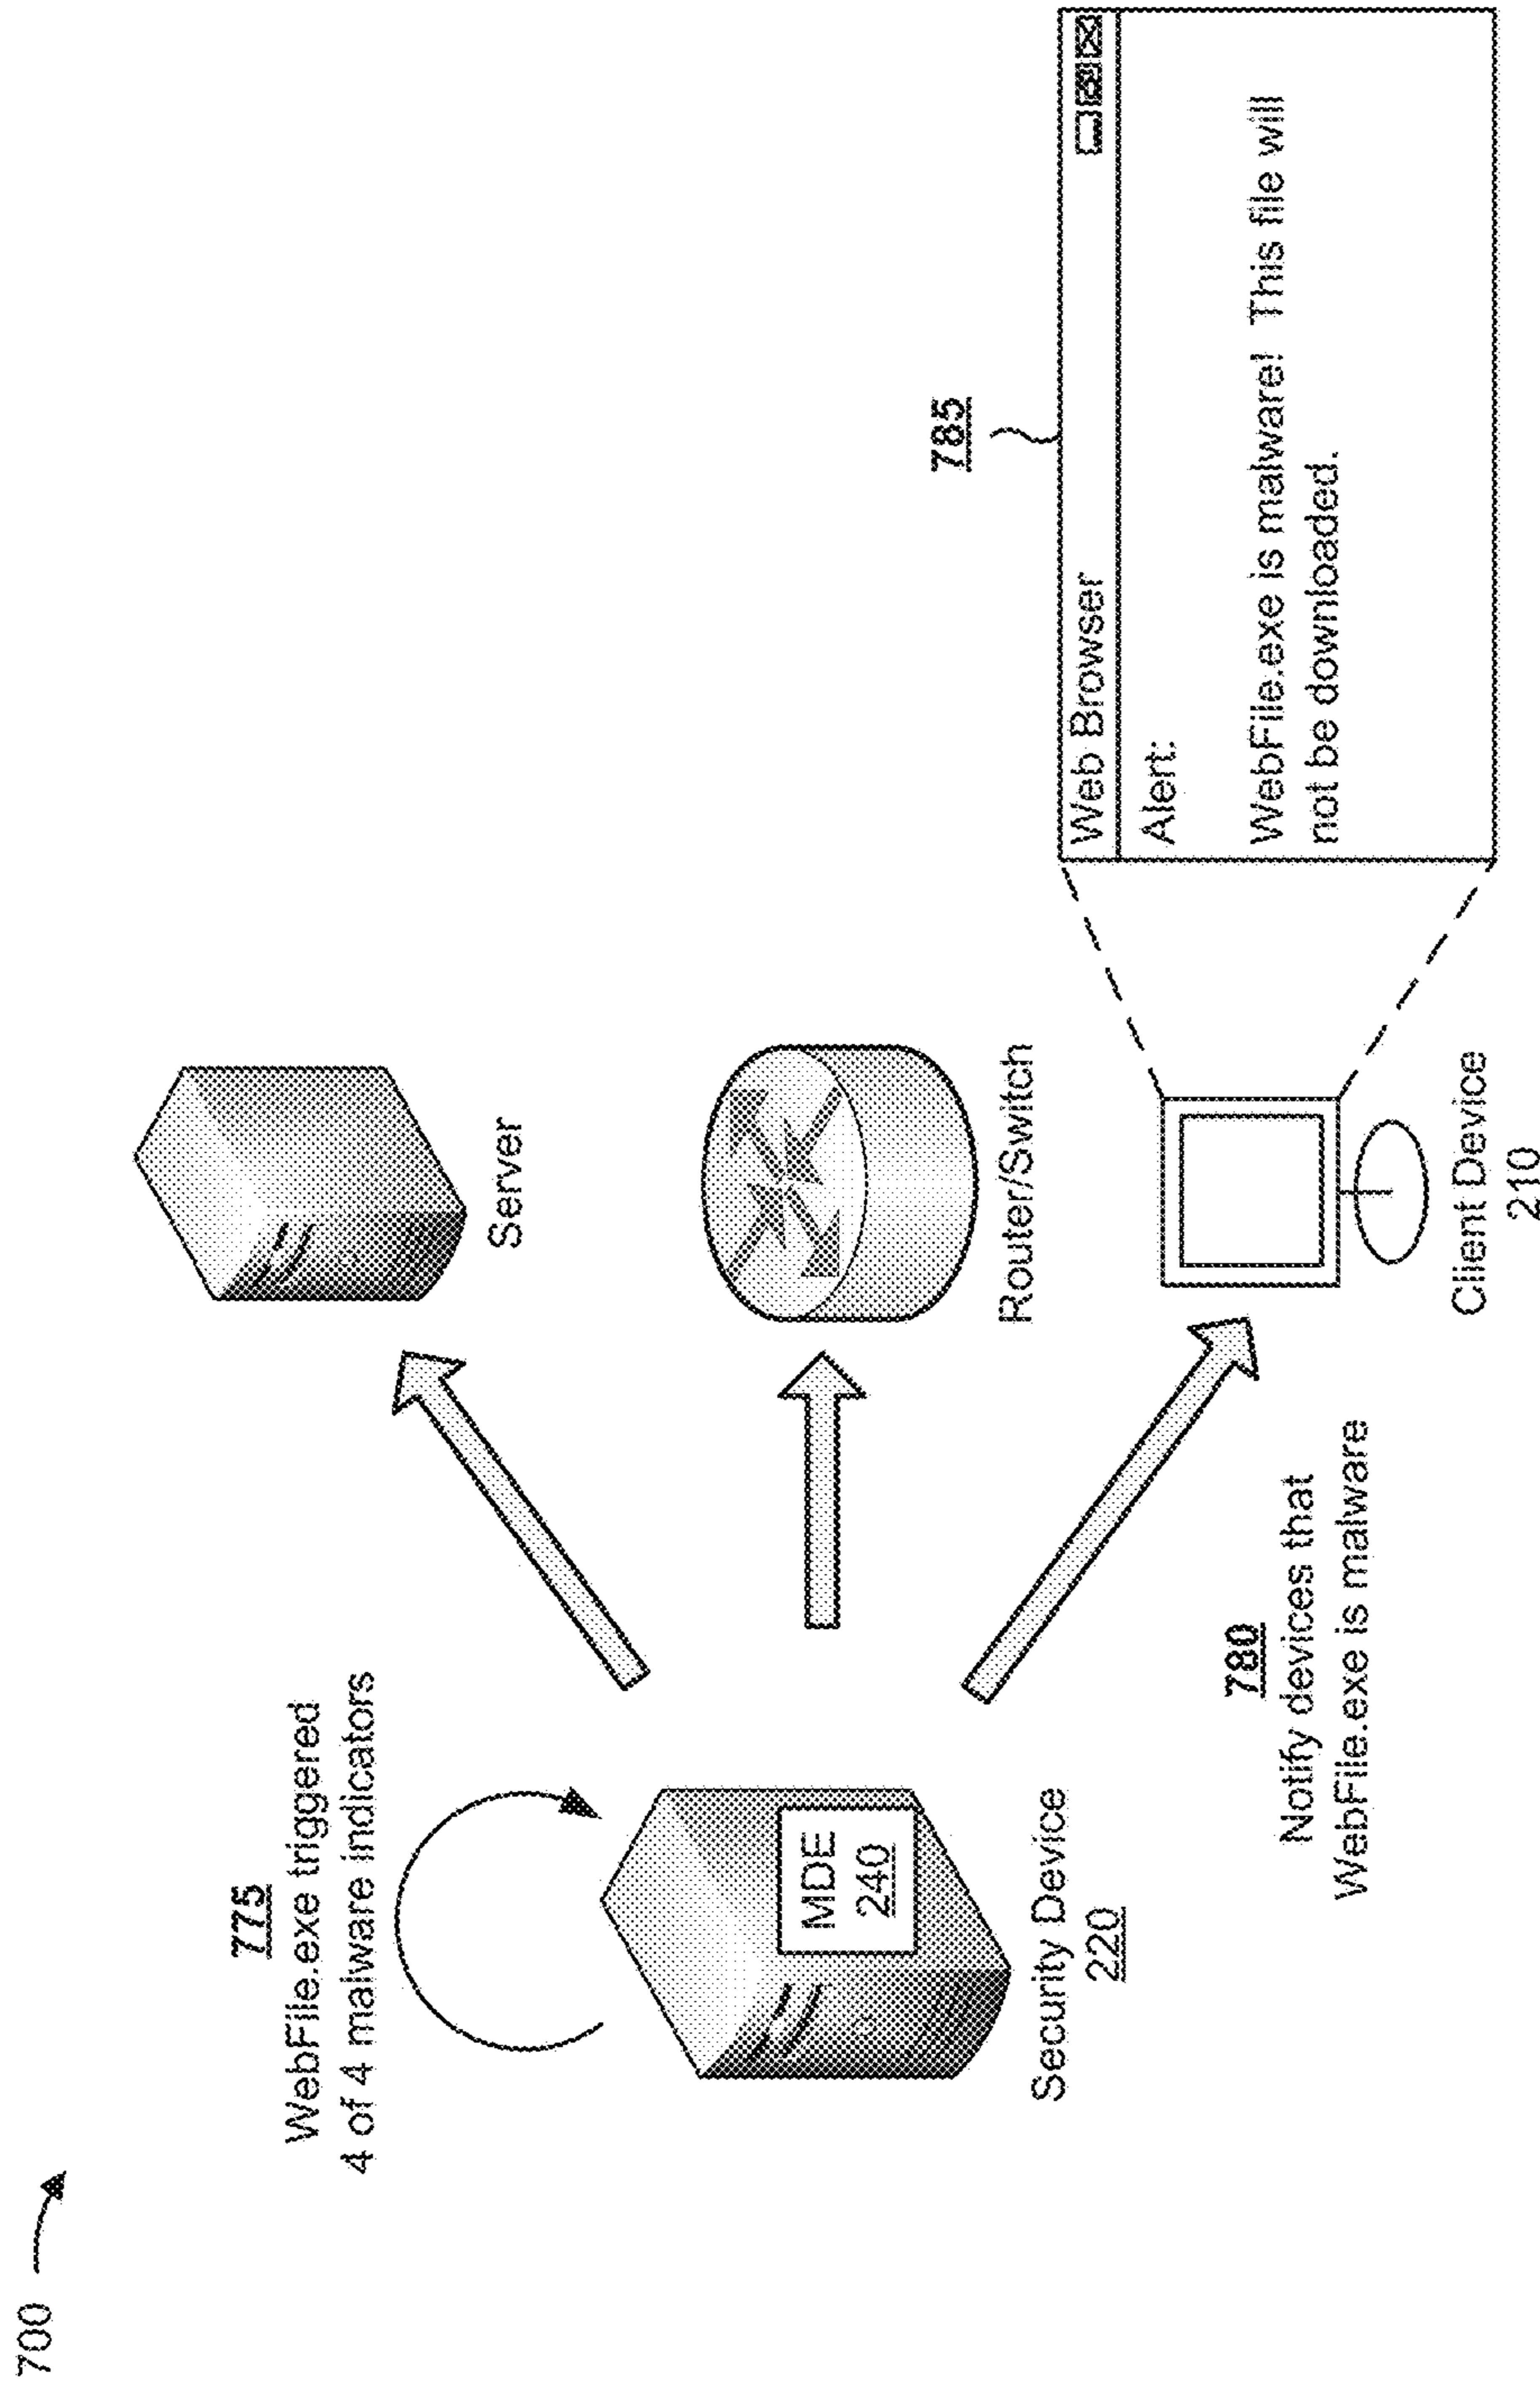 700
775
WebFile.exe triggered
4 of 4 malware indicators
MDE
240
Security Device
220
Server
Router/Switch
780
Notify devices that
WebFile.exe is malware
Client Device
210
785
Web Browser
Alert:
WebFile.exe is malware! This file will
not be downloaded.